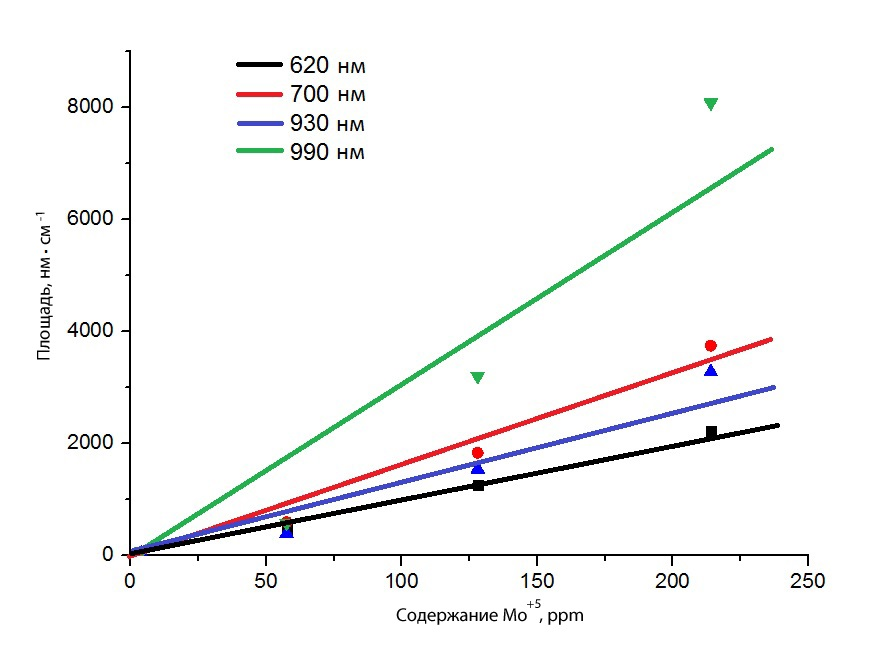 620 нм
700 нм
930 нм
990 нм
8000
6000
4000
2000
0
Площадь, нм · см -1
0 50 100 150 200 250
Содержание Mo+5, ppm